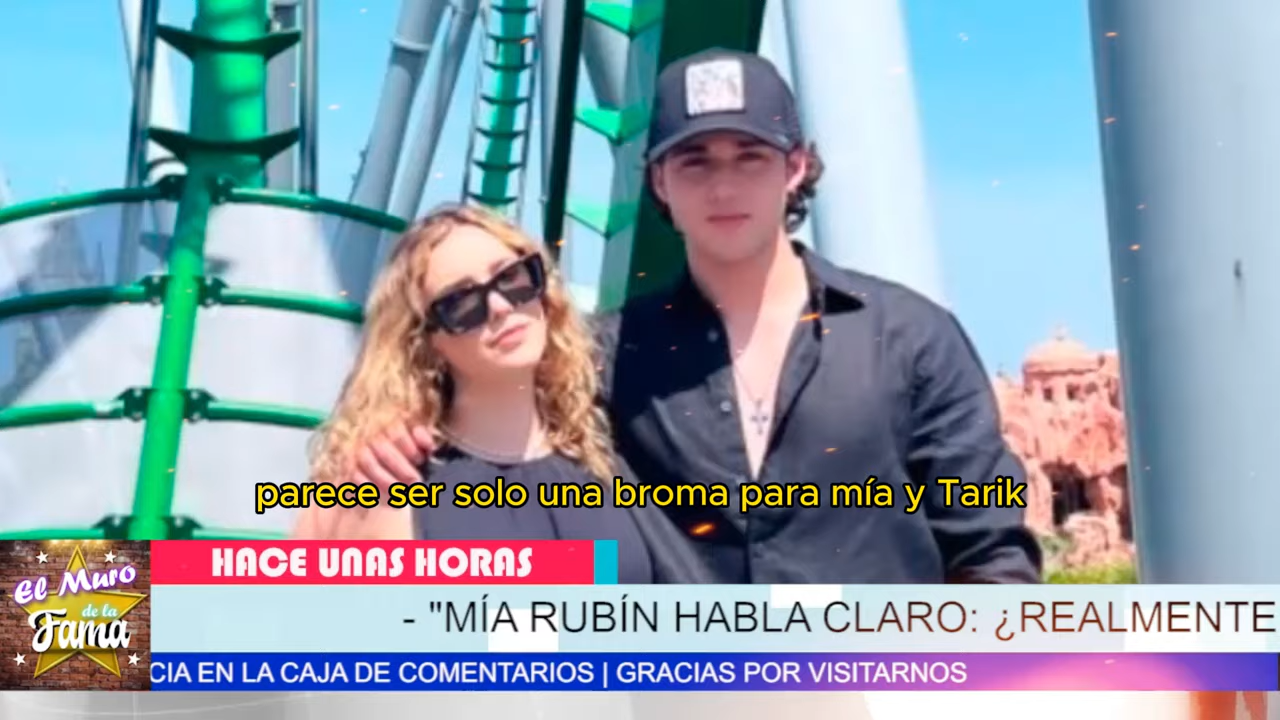 parece ser solo una broma para mía y Tarik
HACE UNAS HORAS
El Muro
de la
Fama
- "MÍA RUBÍN HABLA CLARO: ¿REALMENTE
CIA EN LA CAJA DE COMENTARIOS | GRACIAS POR VISITARNOS